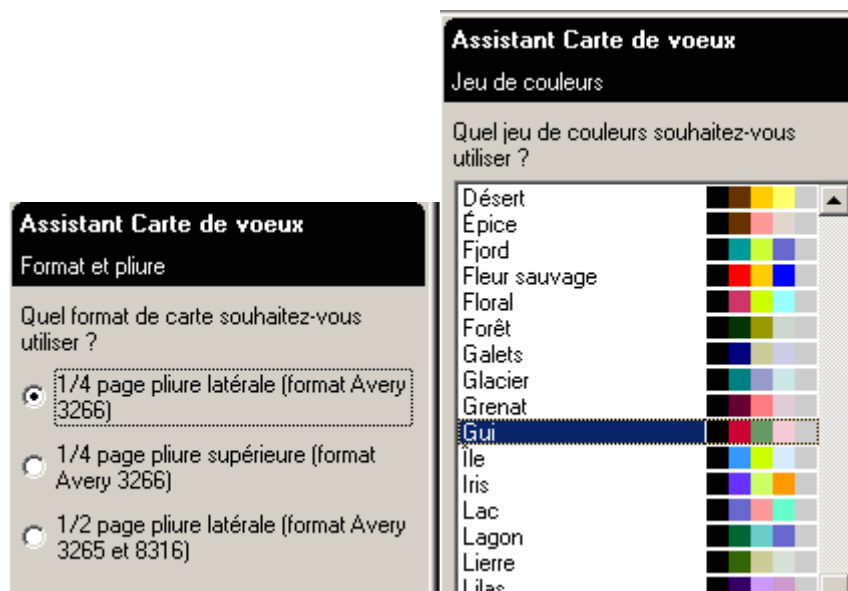 Assistant Carte de voeux
Format et pliure
Quel format de carte souhaitez-vous
utiliser ?
1/4 page pliure latérale (format Avery
3266)
1/4 page pliure supérieure (format
Avery 3266)
1/2 page pliure latérale (format Avery
3265 et 8316)
Assistant Carte de voeux
Jeu de couleurs
Quel jeu de couleurs souhaitez-vous
utiliser ?
Désert
Épice
Fjord
Fleur sauvage
Floral
Forêt
Galets
Glacier
Grenat
Gui
Île
Iris
Lac
Lagon
Lierre
Lilas